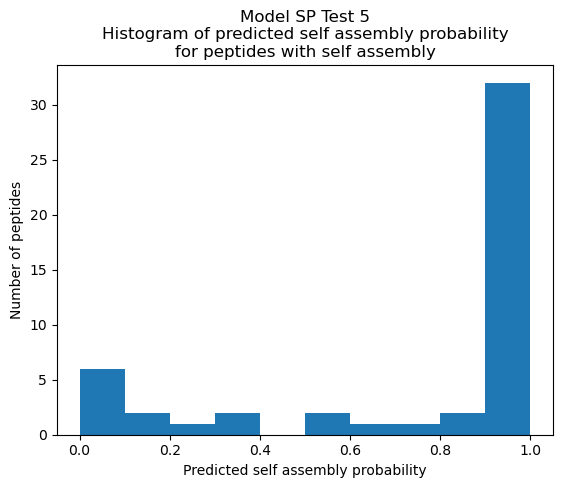 Model SP Test 5
Histogram of predicted self assembly probability
for peptides with self assembly
30
25
20
15
10
5
0
Number of peptides
0.0 0.2 0.4 0.6 0.8 1.0
Predicted self assembly probability